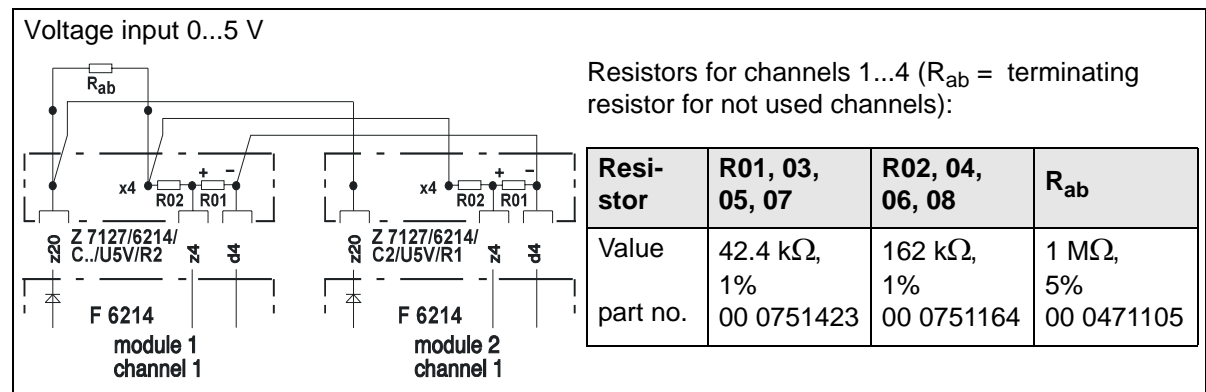 Voltage input 0...5 V
Rab
Resistors for channels 1...4 (Rab = terminating
resistor for not used channels):
x4
R02
+
R01
–
x4
R02
+
R01
–
z20
Z 7127/6214/
C../U5V/R2
z4
d4
z20
Z 7127/6214/
C2/U5V/R1
z4
d4
F 6214
module 1
channel 1
F 6214
module 2
channel 1
Resi-
stor
R01, 03,
05, 07
R02, 04,
06, 08
Rab
Value
42.4 kΩ,
1%
162 kΩ,
1%
1 MΩ,
5%
part no.
00 0751423
00 0751164
00 0471105